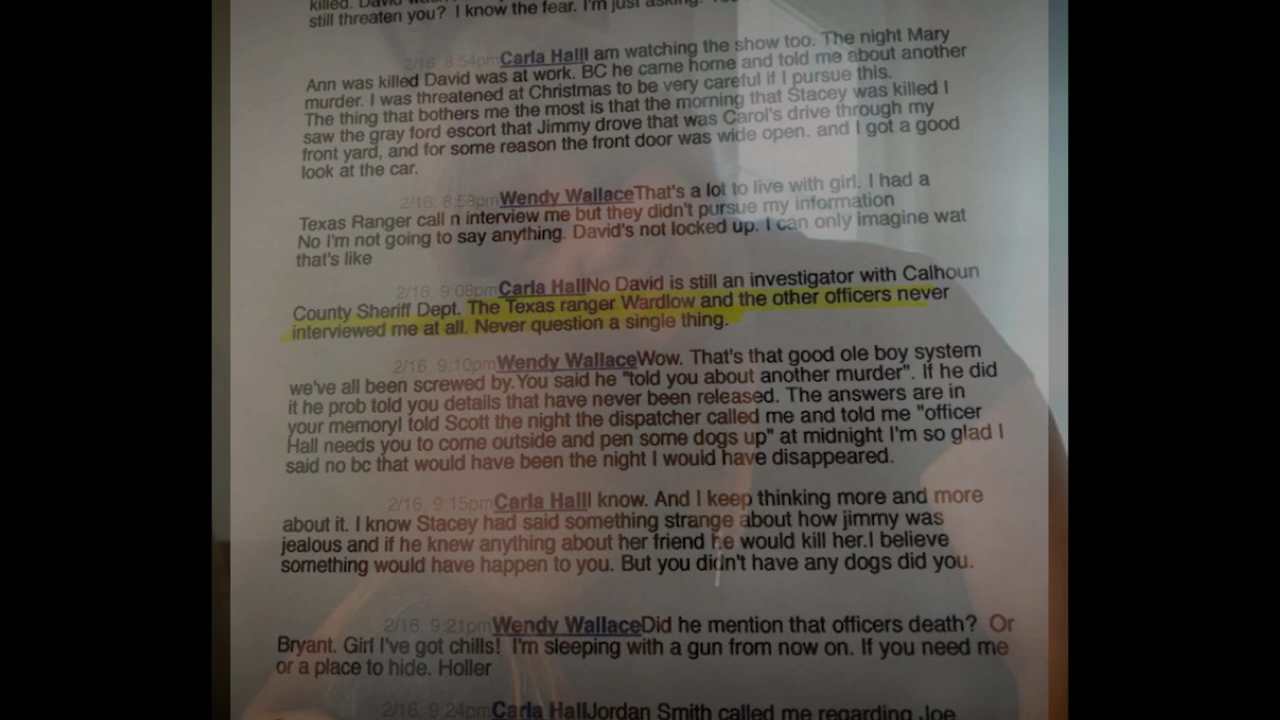 killed. David
still threaten you? I know the fear. I'm just asking.
2/16, 8:54pmCarla HallI am watching the show too. The night Mary
Ann was killed David was at work. BC he came home and told me about another
murder. I was threatened at Christmas to be very careful if I pursue this.
The thing that bothers me the most is that the morning that Stacey was killed I
saw the gray ford escort that Jimmy drove that was Carol's drive through my
front yard, and for some reason the front door was wide open. and I got a good
look at the car.
2/16, 8:58pmWendy WallaceThat's a lot to live with girl. I had a
Texas Ranger call n interview me but they didn't pursue my information
No I'm not going to say anything. David's not locked up. I can only imagine wat
that's like
2/16, 9:08pmCarla HallNo David is still an investigator with Calhoun
County Sheriff Dept. The Texas ranger Wardlow and the other officers never
interviewed me at all. Never question a single thing.
2/16, 9:10pmWendy WallaceWow. That's that good ole boy system
we've all been screwed by.You said he "told you about another murder". If he did
it he prob told you details that have never been released. The answers are in
your memoryI told Scott the night the dispatcher called me and told me "officer
Hall needs you to come outside and pen some dogs up" at midnight I'm so glad I
said no bc that would have been the night I would have disappeared.
2/16, 9:15pmCarla HallI know. And I keep thinking more and more
about it. I know Stacey had said something strange about how jimmy was
jealous and if he knew anything about her friend he would kill her.I believe
something would have happen to you. But you didn't have any dogs did you.
2/16, 9:21pmWendy WallaceDid he mention that officers death? Or
Bryant. Girl I've got chills! I'm sleeping with a gun from now on. If you need me
or a place to hide. Holler
2/16, 9:24pmCarla HallJordan Smith called me regarding Joe